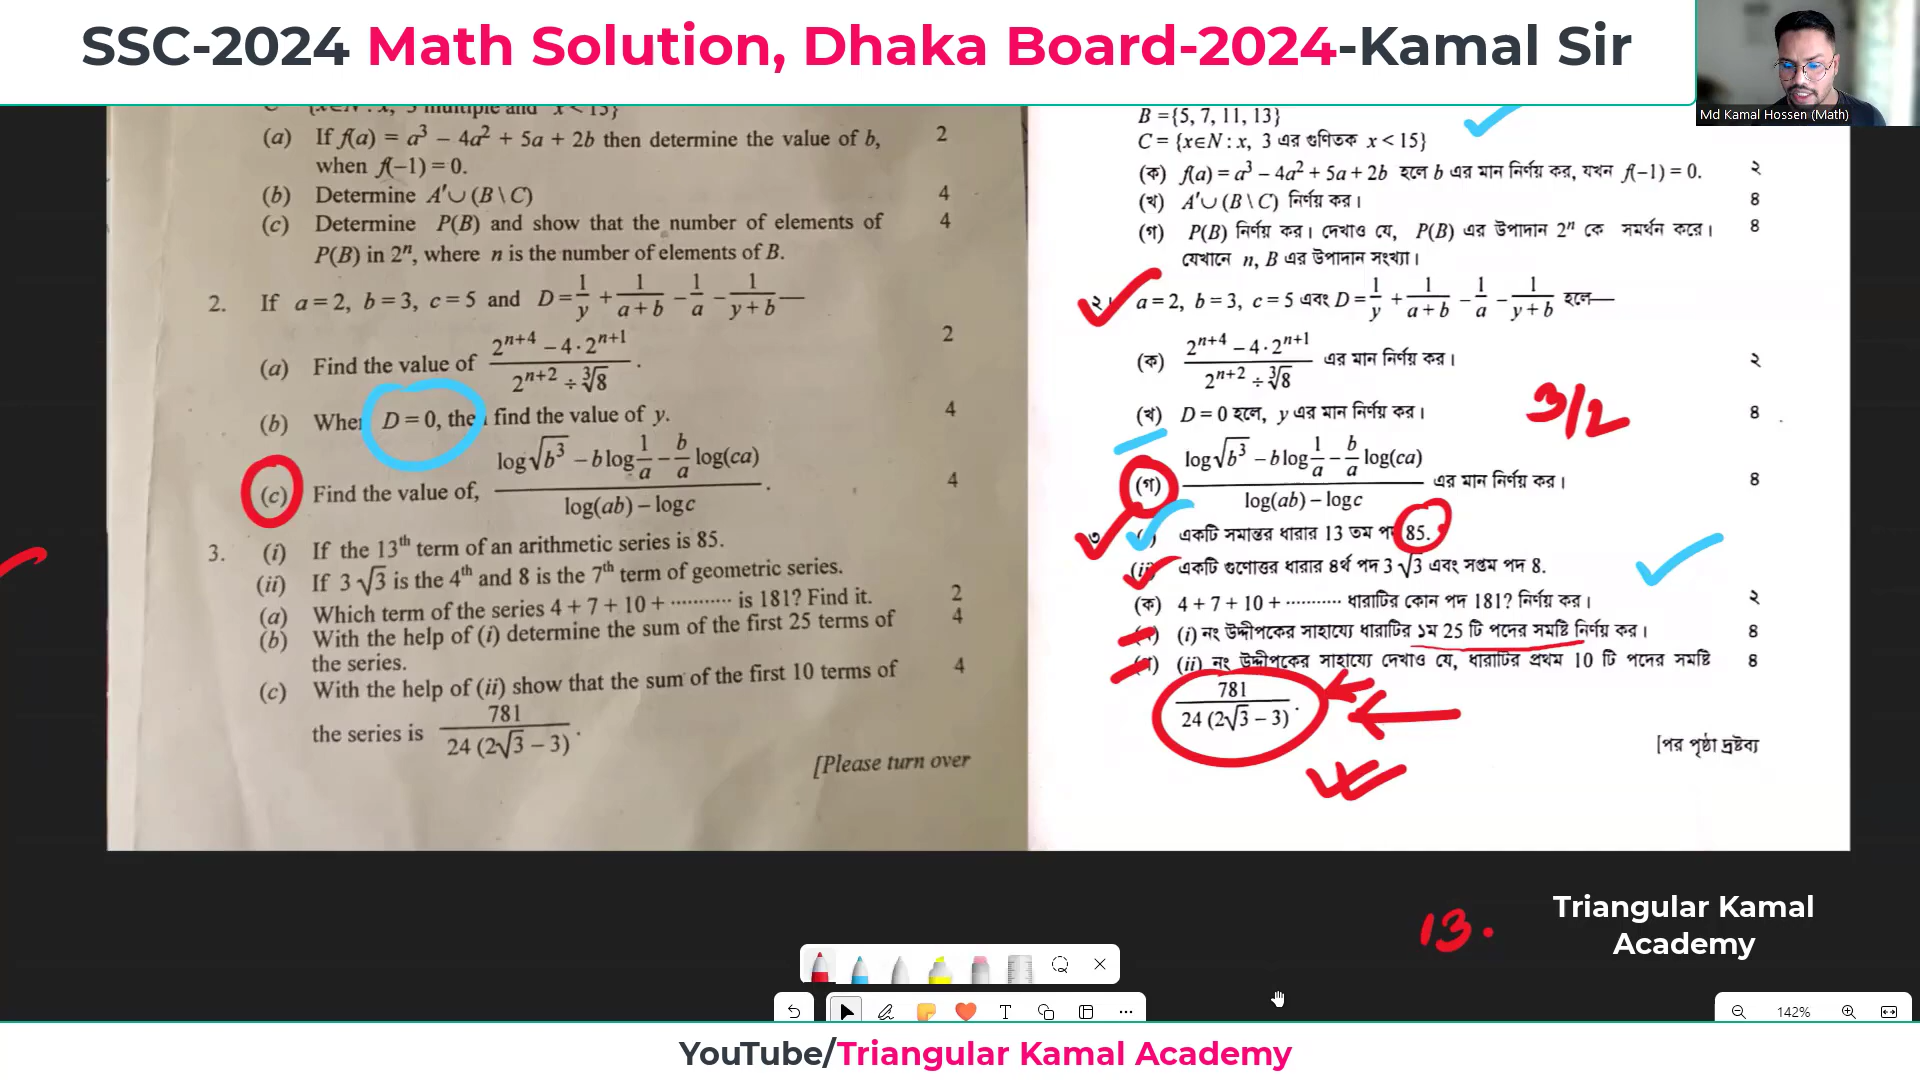 SSC-2024 Math Solution, Dhaka Board-2024-Kamal Sir
Md Kamal Hossen (Math)
C = {x∈N : x, 3 multiple and x < 15}
(a) If f(a) = a³ − 4a² + 5a + 2b then determine the value of b, 2
when f(−1) = 0.
(b) Determine A′∪ (B \ C) 4
(c) Determine P(B) and show that the number of elements of 4
P(B) in 2ⁿ, where n is the number of elements of B.
2. If a = 2, b = 3, c = 5 and D = 1/y + 1/(a + b) − 1/a − 1/(y + b) —
(a) Find the value of (2ⁿ⁺⁴ − 4 · 2ⁿ⁺¹)/(2ⁿ⁺² ÷ ∛8) . 2
(b) When D = 0, the find the value of y. 4
(c) Find the value of, (log√b³ − b log 1/a − b/a log(ca))/(log(ab) − logc) . 4
3. (i) If the 13th term of an arithmetic series is 85.
(ii) If 3√3 is the 4th and 8 is the 7th term of geometric series.
(a) Which term of the series 4 + 7 + 10 + ··········· is 181? Find it. 2
(b) With the help of (i) determine the sum of the first 25 terms of 4
the series.
(c) With the help of (ii) show that the sum of the first 10 terms of 4
the series is 781/(24 (2√3 − 3)) .
[Please turn over
B = {5, 7, 11, 13}
C = {x∈N : x, 3 এর গুণিতক x < 15}
(ক) f(a) = a³ − 4a² + 5a + 2b হলে b এর মান নির্ণয় কর, যখন f(−1) = 0. ২
(খ) A′∪ (B \ C) নির্ণয় কর। ৪
(গ) P(B) নির্ণয় কর। দেখাও যে, P(B) এর উপাদান 2ⁿ কে সমর্থন করে। ৪
যেখানে n, B এর উপাদান সংখ্যা।
২। a = 2, b = 3, c = 5 এবং D = 1/y + 1/(a + b) − 1/a − 1/(y + b) হলে—
(ক) (2ⁿ⁺⁴ − 4 · 2ⁿ⁺¹)/(2ⁿ⁺² ÷ ∛8) এর মান নির্ণয় কর। ২
(খ) D = 0 হলে, y এর মান নির্ণয় কর। ৪
3/2
(গ) (log√b³ − b log 1/a − b/a log(ca))/(log(ab) − logc) এর মান নির্ণয় কর। ৪
৩ একটি সমান্তর ধারার 13 তম পদ 85.
(ii) একটি গুণোত্তর ধারার ৪র্থ পদ 3√3 এবং সপ্তম পদ 8.
(ক) 4 + 7 + 10 + ·········· ধারাটির কোন পদ 181? নির্ণয় কর। ২
(i) নং উদ্দীপকের সাহায্যে ধারাটির ১ম 25 টি পদের সমষ্টি নির্ণয় কর। ৪
(ii) নং উদ্দীপকের সাহায্যে দেখাও যে, ধারাটির প্রথম 10 টি পদের সমষ্টি ৪
781/(24 (2√3 − 3)) .
[পর পৃষ্ঠা দ্রষ্টব্য
13.
Triangular Kamal
Academy
142%
YouTube/Triangular Kamal Academy